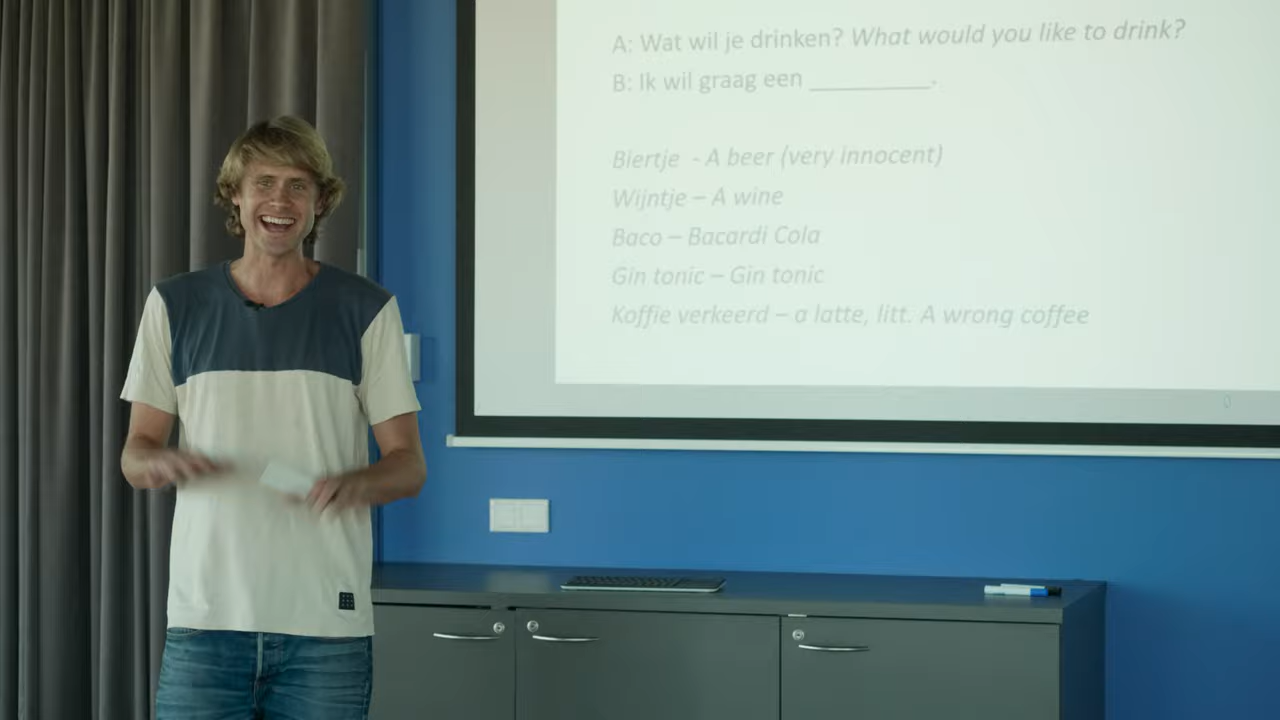 A: Wat wil je drinken? What would you like to drink?
B: Ik wil graag een __________.
Biertje - A beer (very innocent)
Wijntje – A wine
Baco – Bacardi Cola
Gin tonic – Gin tonic
Koffie verkeerd – a latte, litt. A wrong coffee